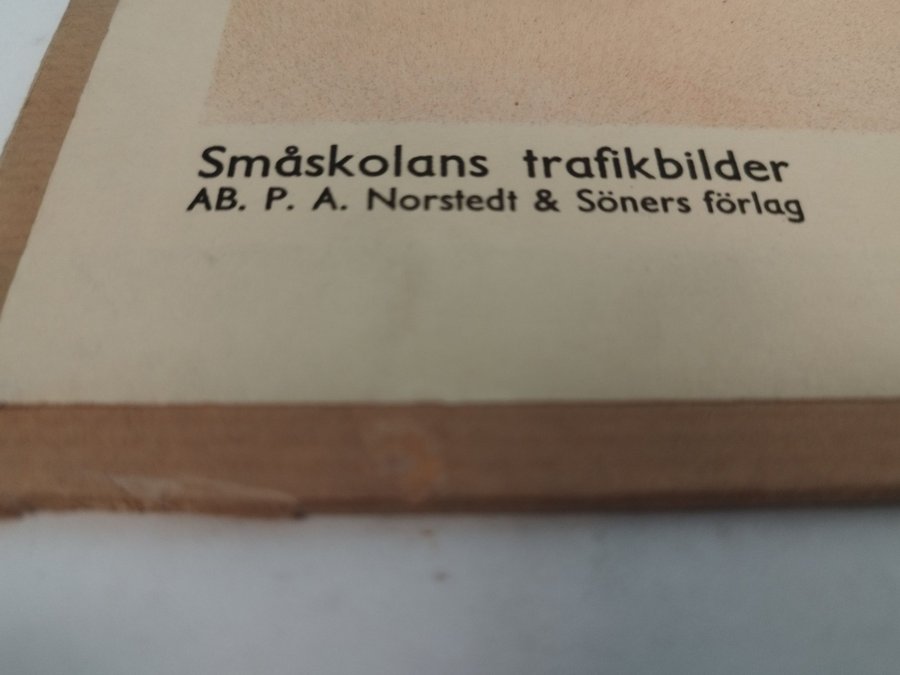 Småskolans trafikbilder
AB. P. A. Norstedt & Söners förlag